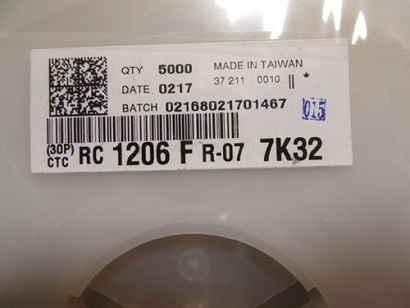 QTY 5000 MADE IN TAIWAN
DATE 0217 37 211 0010 || *
BATCH 02168021701467 015
(30P) CTC RC 1206 F R-07 7K32